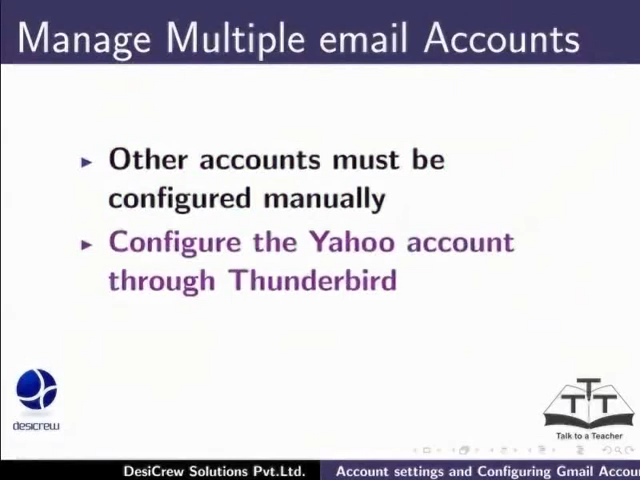 Manage Multiple email Accounts
Other accounts must be
configured manually
Configure the Yahoo account
through Thunderbird
desicrew
T T T
Talk to a Teacher
DesiCrew Solutions Pvt.Ltd.
Account settings and Configuring Gmail Accou